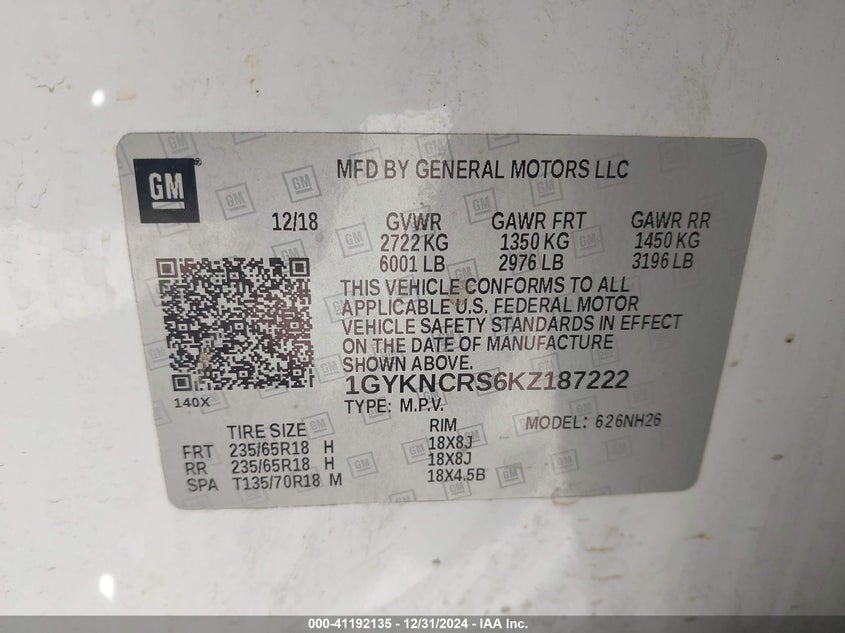 GM
MFD BY GENERAL MOTORS LLC
12/18 GVWR GAWR FRT GAWR RR
2722 KG 1350 KG 1450 KG
6001 LB 2976 LB 3196 LB
THIS VEHICLE CONFORMS TO ALL
APPLICABLE U.S. FEDERAL MOTOR
VEHICLE SAFETY STANDARDS IN EFFECT
ON THE DATE OF MANUFACTURE
SHOWN ABOVE.
1GYKNCRS6KZ187222
140X TYPE: M.P.V.
TIRE SIZE RIM MODEL: 626NH26
FRT 235/65R18 H 18X8J
RR 235/65R18 H 18X8J
SPA T135/70R18 M 18X4.5B
000-41192135 - 12/31/2024 - IAA Inc.